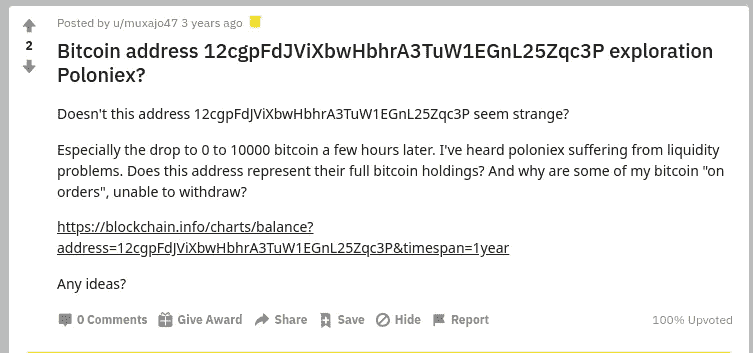 Posted by u/muxajo47 3 years ago
2
Bitcoin address 12cgpFdJViXbwHbhrA3TuW1EGnL25Zqc3P exploration
Poloniex?
Doesn't this address 12cgpFdJViXbwHbhrA3TuW1EGnL25Zqc3P seem strange?
Especially the drop to 0 to 10000 bitcoin a few hours later. I've heard poloniex suffering from liquidity
problems. Does this address represent their full bitcoin holdings? And why are some of my bitcoin "on
orders", unable to withdraw?
https://blockchain.info/charts/balance?
address=12cgpFdJViXbwHbhrA3TuW1EGnL25Zqc3P&timespan=1year
Any ideas?
0 Comments Give Award Share Save Hide Report 100% Upvoted